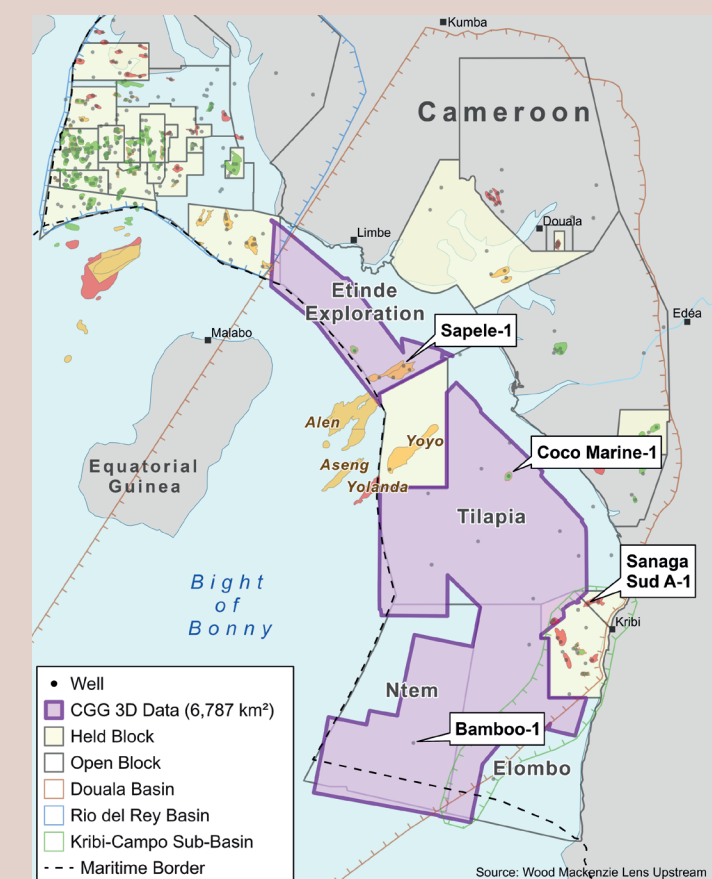 Kumba
Cameroon
Douala
Limbe
Etinde
Exploration
Edéa
Sapele-1
Malabo
Alen
Yoyo
Coco Marine-1
Aseng
Equatorial
Guinea
Yolanda
Tilapia
Sanaga
Sud A-1
Bight
of
Bonny
Kribi
Ntem
Bamboo-1
Elombo
Well
CGG 3D Data (6,787 km²)
Held Block
Open Block
Douala Basin
Rio del Rey Basin
Kribi-Campo Sub-Basin
Maritime Border
Source: Wood Mackenzie Lens Upstream